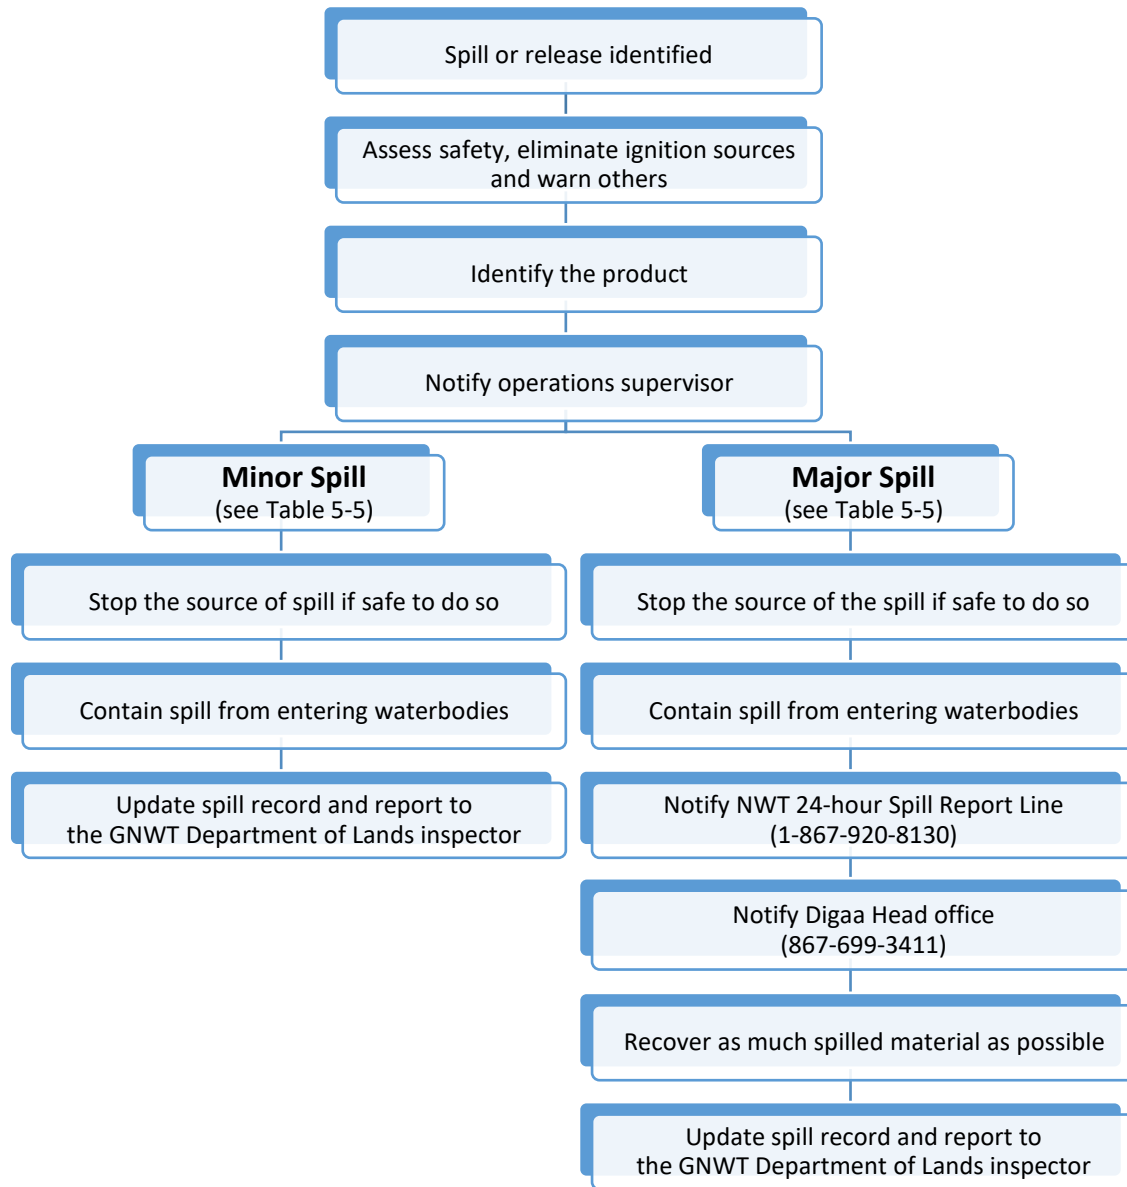 Spill or release identified
Assess safety, eliminate ignition sources
and warn others
Identify the product
Notify operations supervisor
Minor Spill
(see Table 5-5)
Stop the source of spill if safe to do so
Contain spill from entering waterbodies
Update spill record and report to
the GNWT Department of Lands inspector
Major Spill
(see Table 5-5)
Stop the source of the spill if safe to do so
Contain spill from entering waterbodies
Notify NWT 24-hour Spill Report Line
(1-867-920-8130)
Notify Digaa Head office
(867-699-3411)
Recover as much spilled material as possible
Update spill record and report to
the GNWT Department of Lands inspector